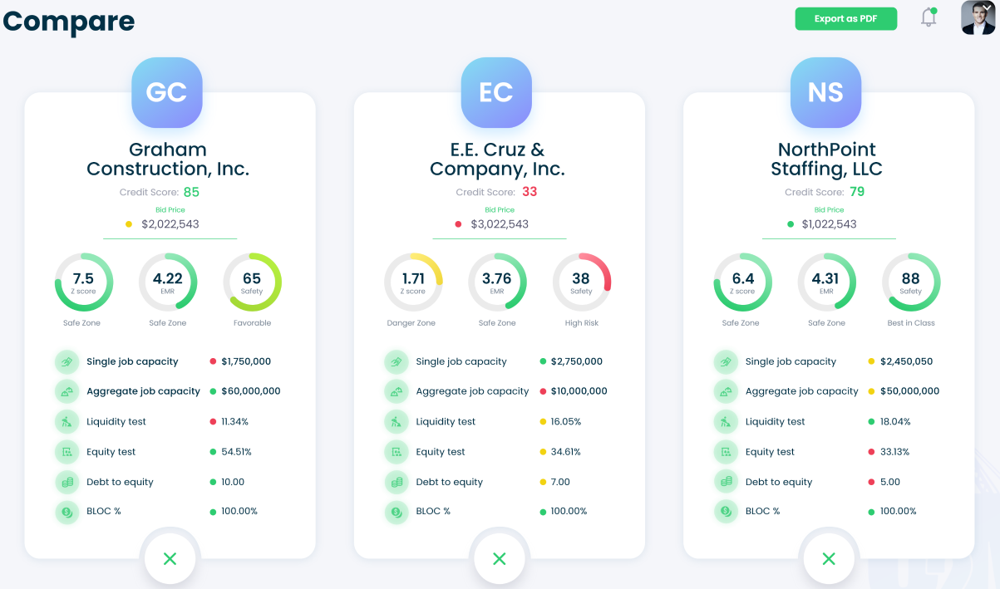 Compare
Export as PDF
GC
Graham
Construction, Inc.
Credit Score: 85
Bid Price
$2,022,543
7.5
Z score
Safe Zone
4.22
EMR
Safe Zone
65
Safety
Favorable
Single job capacity $1,750,000
Aggregate job capacity $60,000,000
Liquidity test 11.34%
Equity test 54.51%
Debt to equity 10.00
BLOC % 100.00%
EC
E.E. Cruz &
Company, Inc.
Credit Score: 33
Bid Price
$3,022,543
1.71
Z score
Danger Zone
3.76
EMR
Safe Zone
38
Safety
High Risk
Single job capacity $2,750,000
Aggregate job capacity $10,000,000
Liquidity test 16.05%
Equity test 34.61%
Debt to equity 7.00
BLOC % 100.00%
NS
NorthPoint
Staffing, LLC
Credit Score: 79
Bid Price
$1,022,543
6.4
Z score
Safe Zone
4.31
EMR
Safe Zone
88
Safety
Best in Class
Single job capacity $2,450,050
Aggregate job capacity $50,000,000
Liquidity test 18.04%
Equity test 33.13%
Debt to equity 5.00
BLOC % 100.00%